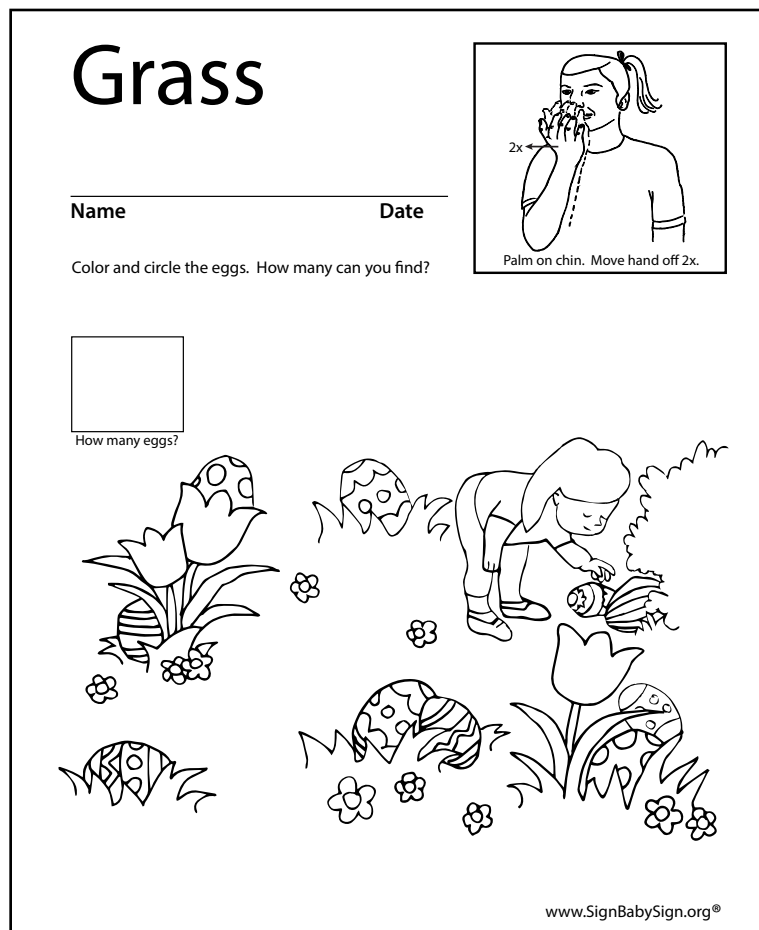 Grass
2x
Palm on chin.  Move hand off 2x.
Name Date
Color and circle the eggs.  How many can you find?
How many eggs?
www.SignBabySign.org®